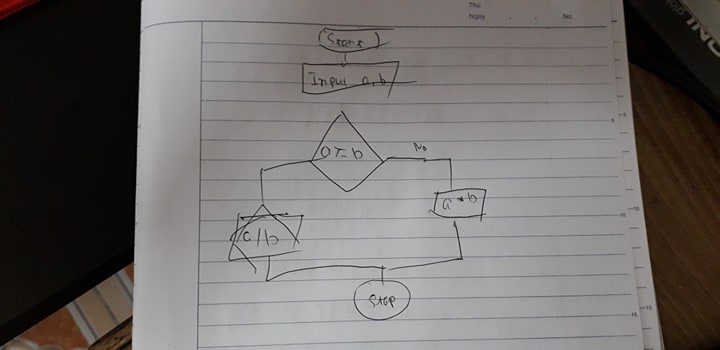 Thứ
Ngày . . No.
Start
Input a, b
a > = b
No
a * b
a / b
5
10
Stop
15